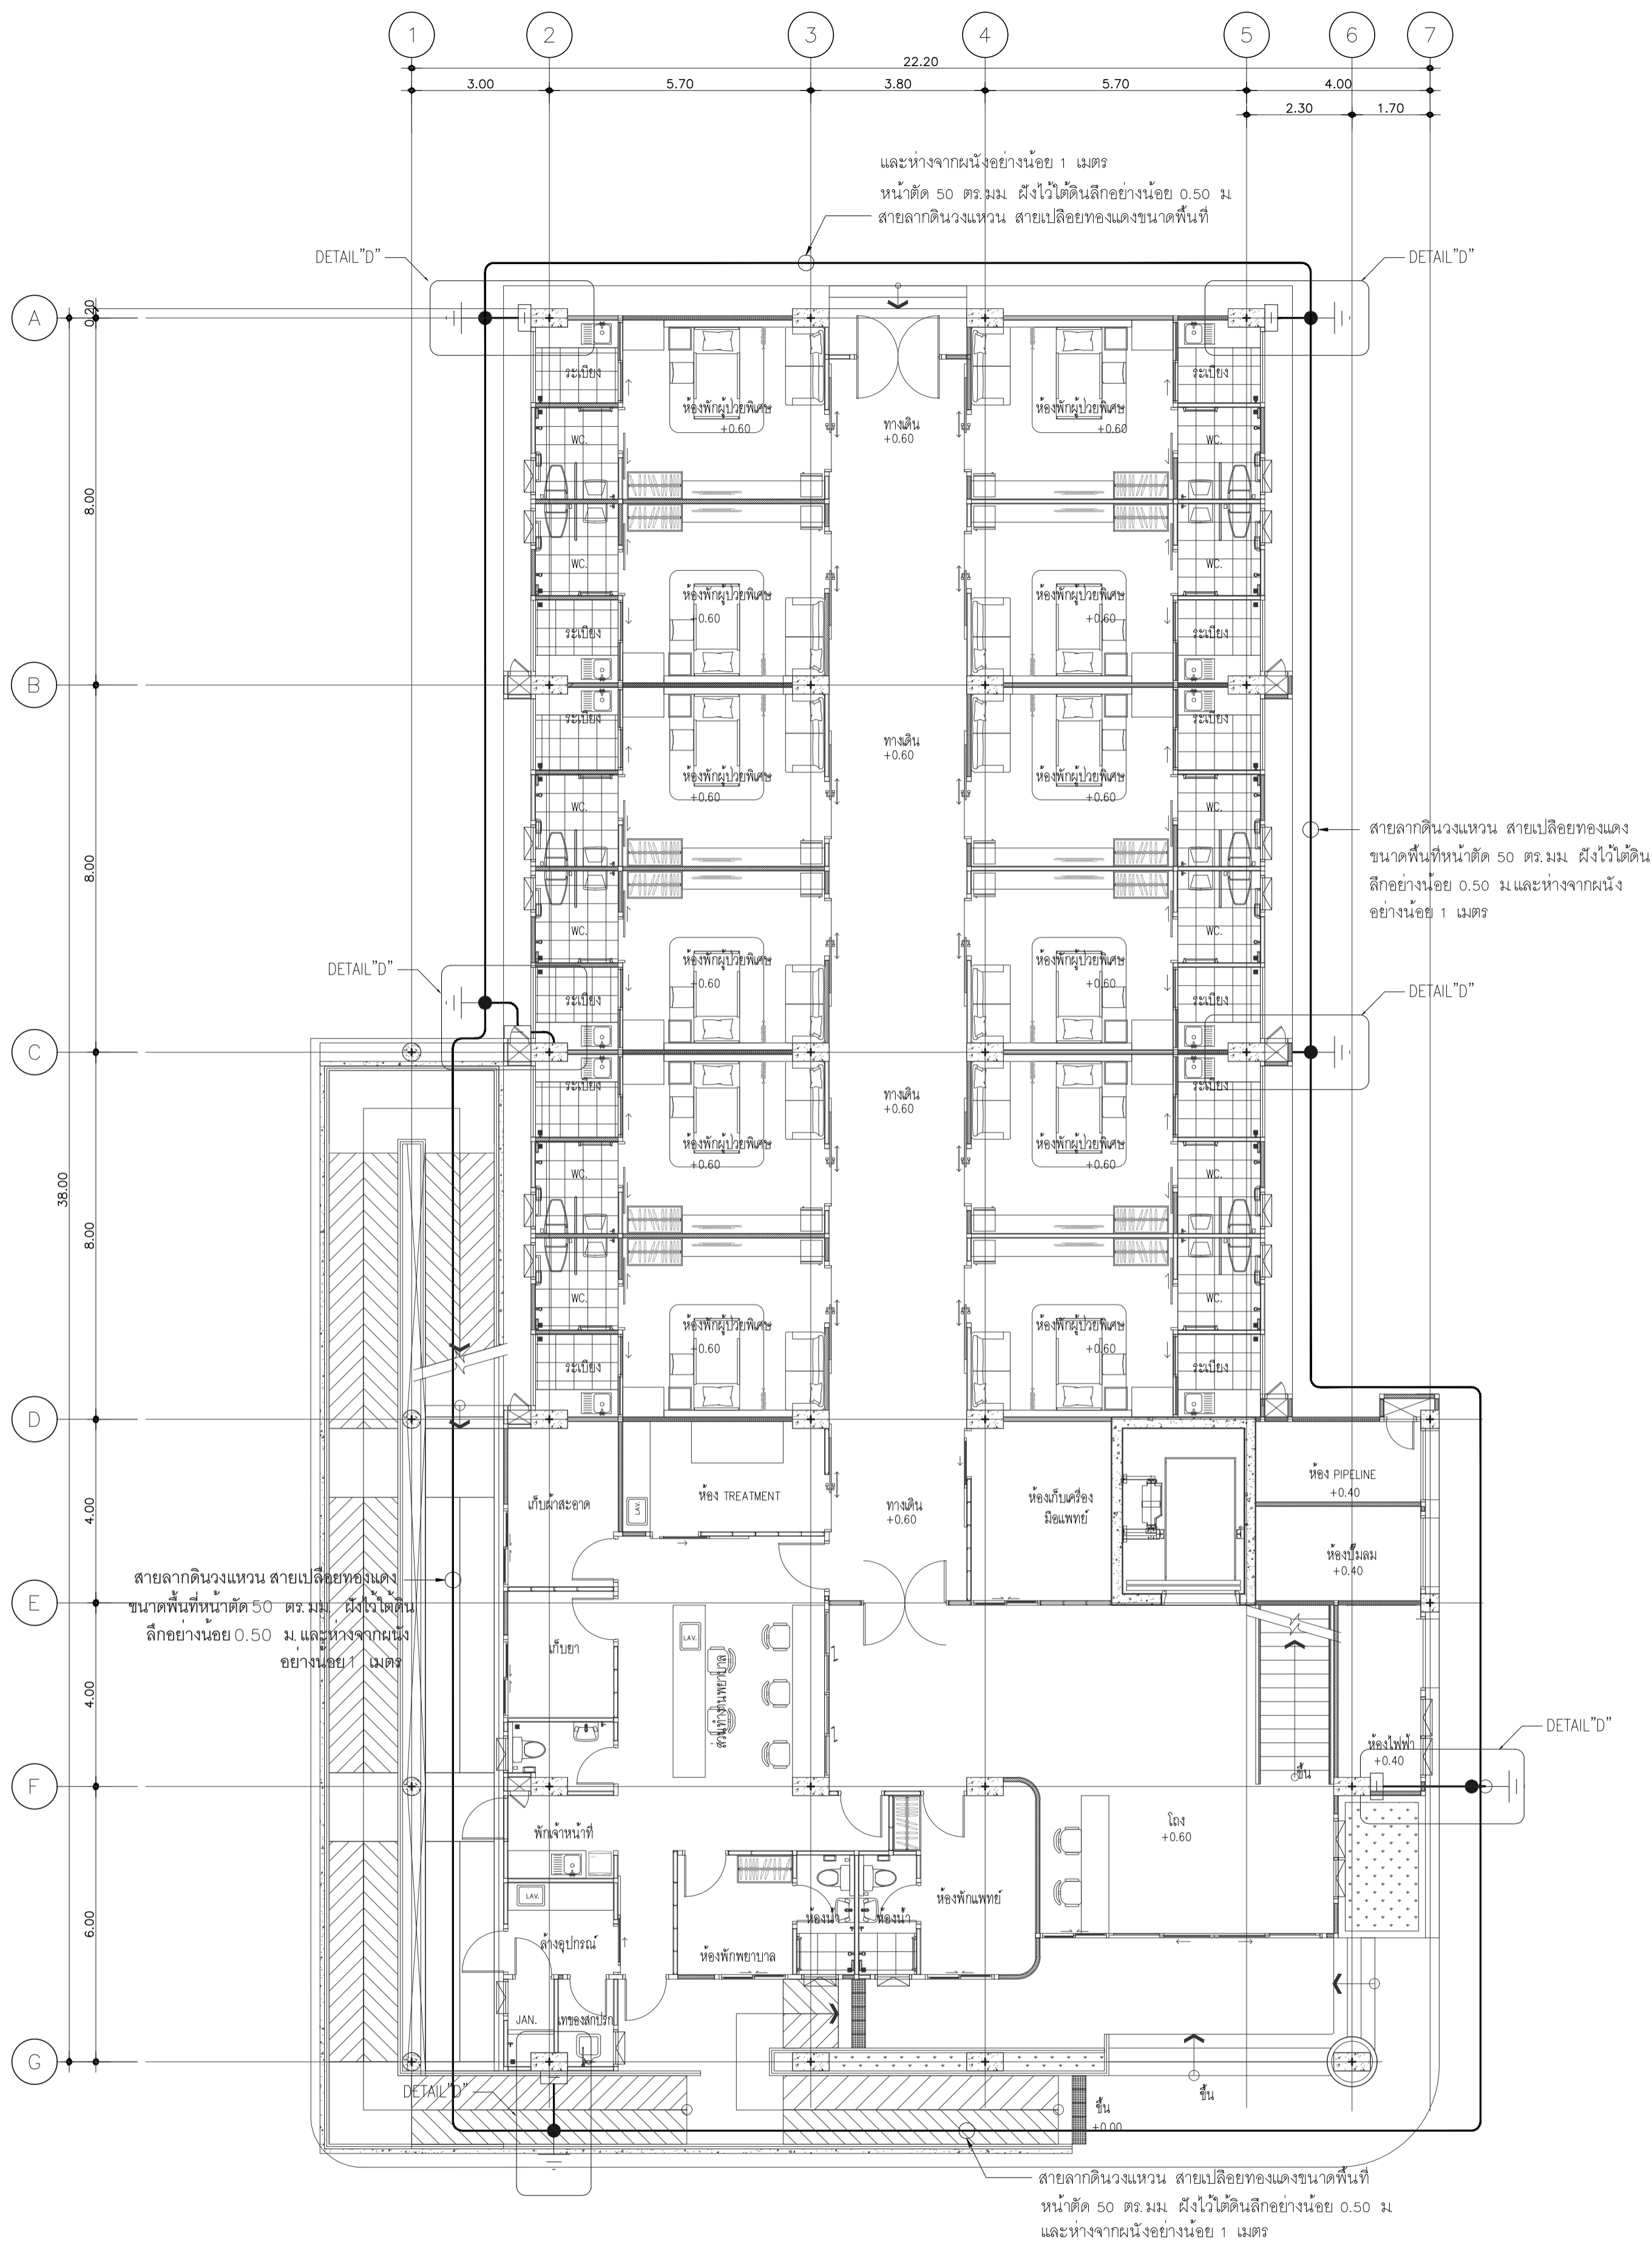 1
2
3
4
5
6
7
22.20
3.00
5.70
3.80
5.70
4.00
2.30
1.70
และห่างจากผนังอย่างน้อย 1 เมตร
หน้าตัด 50 ตร.มม. ฝังไว้ใต้ดินลึกอย่างน้อย 0.50 ม.
สายลากดินวงแหวน สายเปลือยทองแดงขนาดพื้นที่
DETAIL"D"
DETAIL"D"
A
0.20
ระเบียง
ห้องพักผู้ป่วยพิเศษ
+0.60
ทางเดิน
+0.60
ห้องพักผู้ป่วยพิเศษ
+0.60
ระเบียง
WC.
WC.
8.00
WC.
WC.
ห้องพักผู้ป่วยพิเศษ
+0.60
ห้องพักผู้ป่วยพิเศษ
+0.60
ระเบียง
ระเบียง
B
ระเบียง
ทางเดิน
+0.60
ระเบียง
ห้องพักผู้ป่วยพิเศษ
+0.60
ห้องพักผู้ป่วยพิเศษ
+0.60
WC.
WC.
สายลากดินวงแหวน สายเปลือยทองแดง
ขนาดพื้นที่หน้าตัด 50 ตร.มม. ฝังไว้ใต้ดิน
ลึกอย่างน้อย 0.50 ม.และห่างจากผนัง
อย่างน้อย 1 เมตร
8.00
WC.
WC.
DETAIL"D"
ห้องพักผู้ป่วยพิเศษ
+0.60
ห้องพักผู้ป่วยพิเศษ
+0.60
DETAIL"D"
ระเบียง
ระเบียง
C
ระเบียง
ทางเดิน
+0.60
ระเบียง
ห้องพักผู้ป่วยพิเศษ
+0.60
ห้องพักผู้ป่วยพิเศษ
+0.60
WC.
WC.
38.00
8.00
WC.
WC.
ห้องพักผู้ป่วยพิเศษ
+0.60
ห้องพักผู้ป่วยพิเศษ
+0.60
ระเบียง
ระเบียง
D
4.00
เก็บผ้าสะอาด
LAV.
ห้อง TREATMENT
ทางเดิน
+0.60
ห้องเก็บเครื่อง
มือแพทย์
ห้อง PIPELINE
+0.40
ห้องปั๊มลม
+0.40
สายลากดินวงแหวน สายเปลือยทองแดง
ขนาดพื้นที่หน้าตัด 50 ตร.มม. ฝังไว้ใต้ดิน
ลึกอย่างน้อย 0.50 ม.และห่างจากผนัง
อย่างน้อย 1 เมตร
E
4.00
เก็บยา
LAV.
ส่วนทำงานพยาบาล
DETAIL"D"
ห้องไฟฟ้า
+0.40
ขึ้น
F
พักเจ้าหน้าที่
โถง
+0.60
6.00
LAV.
ล้างอุปกรณ์
ห้องพักพยาบาล
ห้องน้ำ
ห้องน้ำ
ห้องพักแพทย์
JAN.
เทของสกปรก
G
DETAIL"D"
ขึ้น
ขึ้น
+0.00
สายลากดินวงแหวน สายเปลือยทองแดงขนาดพื้นที่
หน้าตัด 50 ตร.มม. ฝังไว้ใต้ดินลึกอย่างน้อย 0.50 ม.
และห่างจากผนังอย่างน้อย 1 เมตร